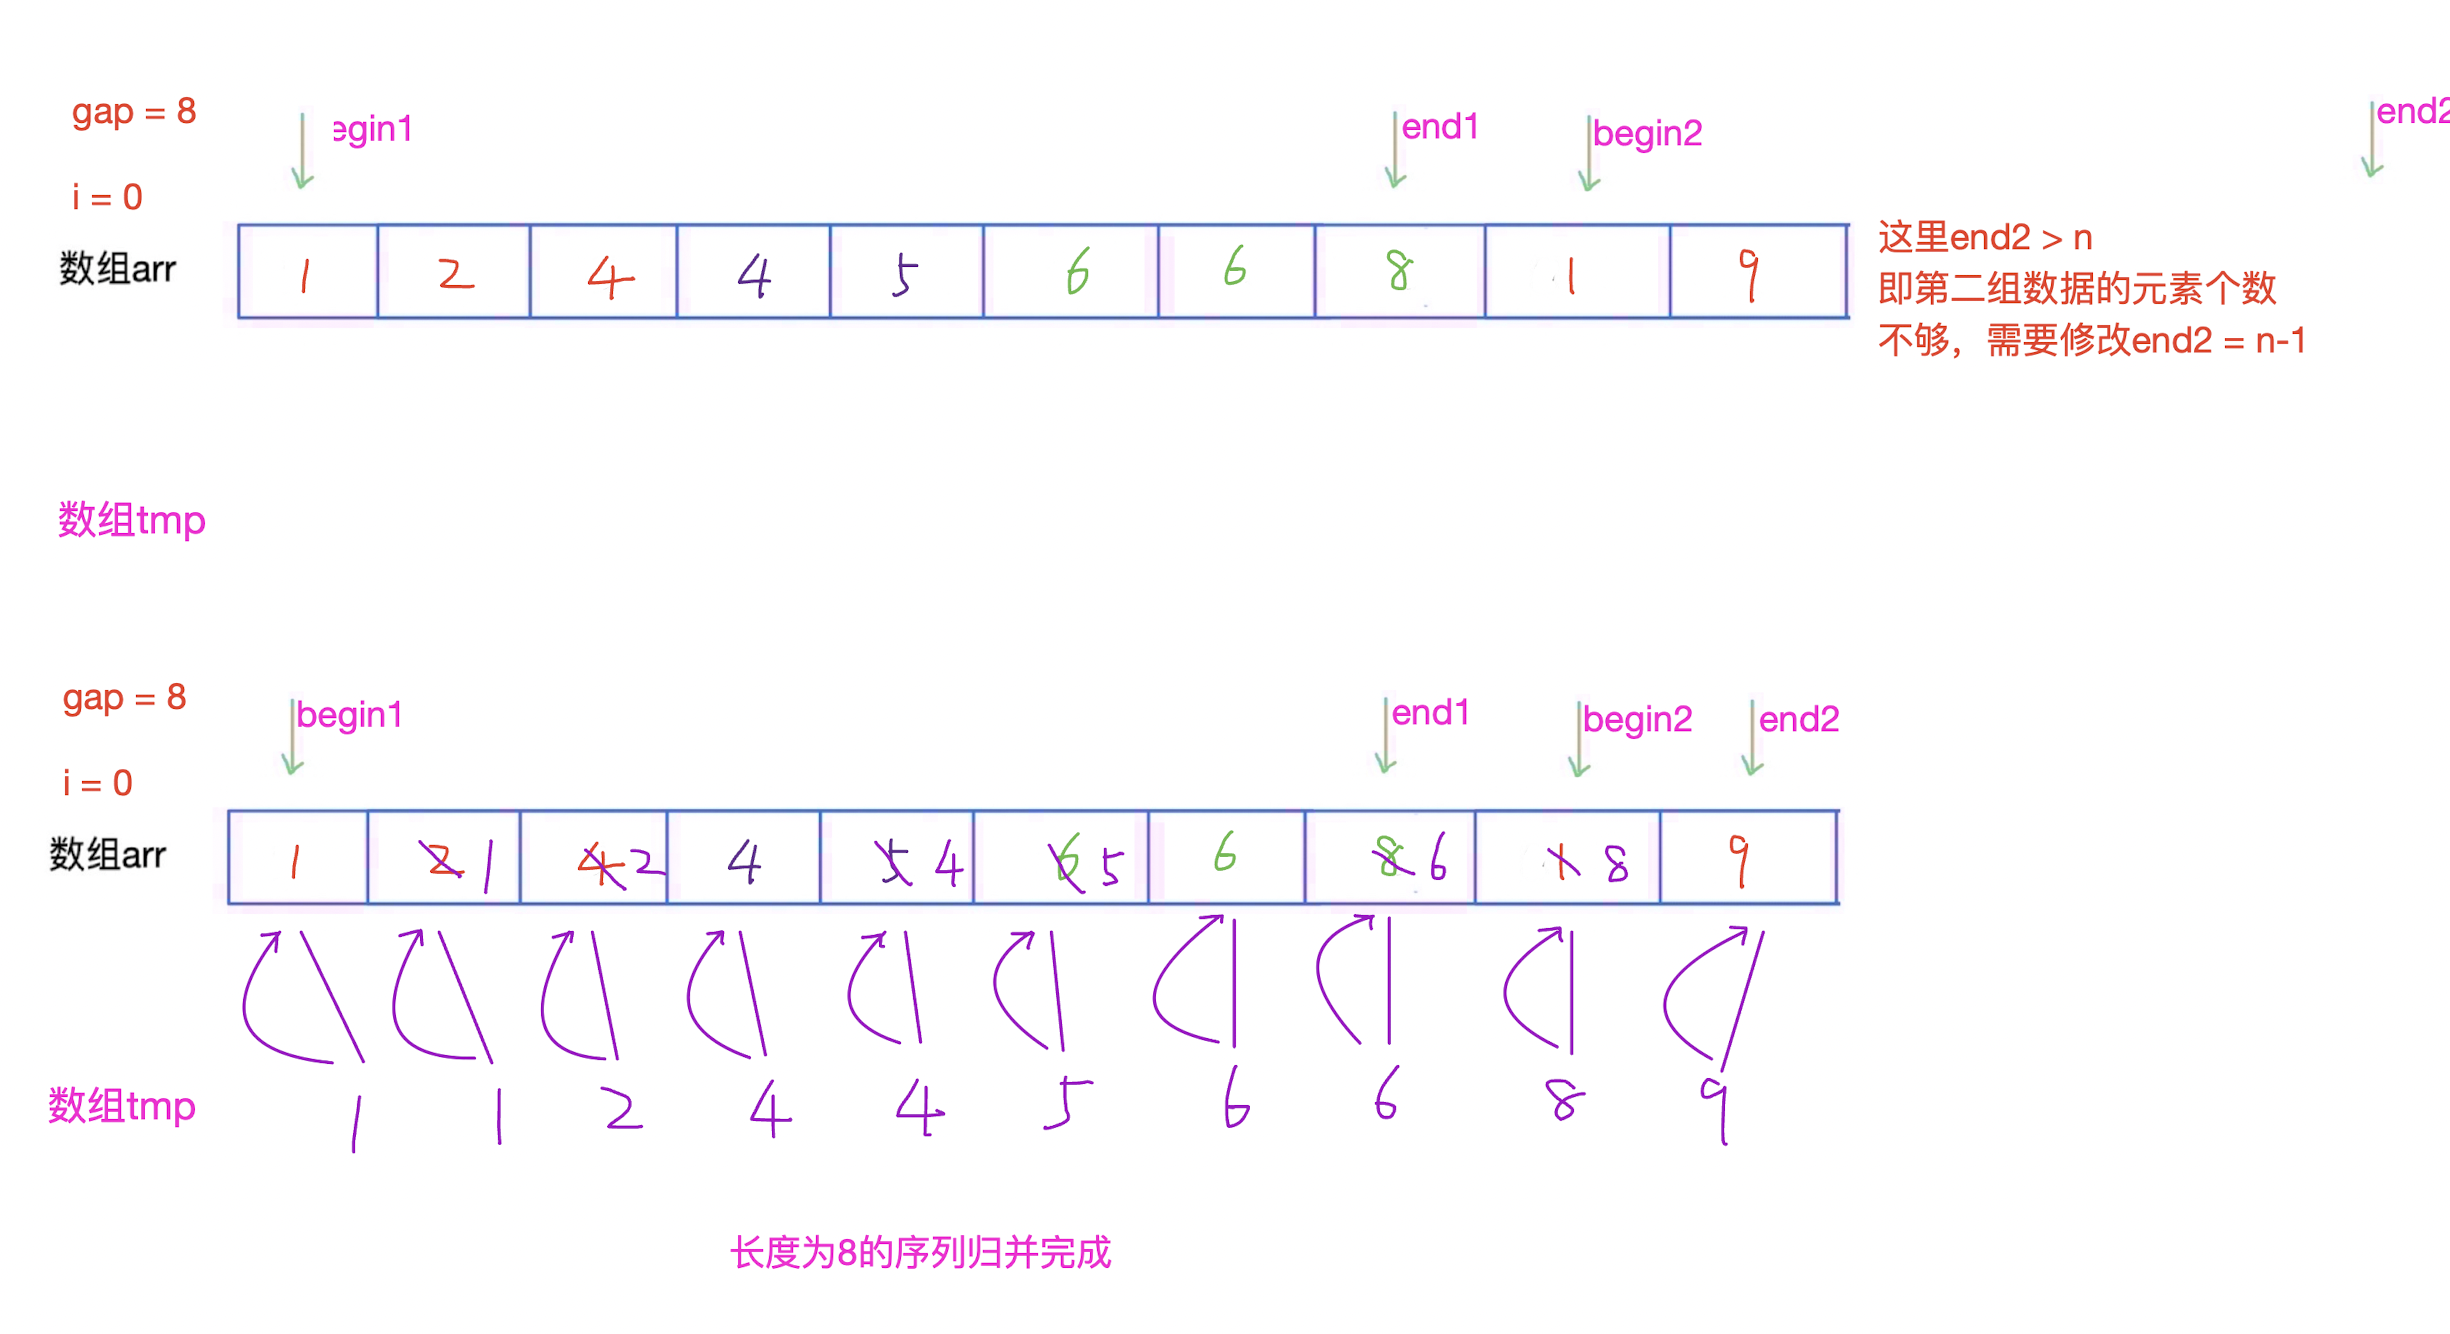 gap = 8
egin1
end1
begin2
end2
i = 0
数组arr
1 2 4 4 5 6 6 8 1 9
这里end2 > n
即第二组数据的元素个数
不够，需要修改end2 = n-1
数组tmp
gap = 8
begin1
end1
begin2
end2
i = 0
数组arr
1 2 1 4 2 4 5 4 6 5 6 8 6 1 8 9
数组tmp
1 1 2 4 4 5 6 6 8 9
长度为8的序列归并完成